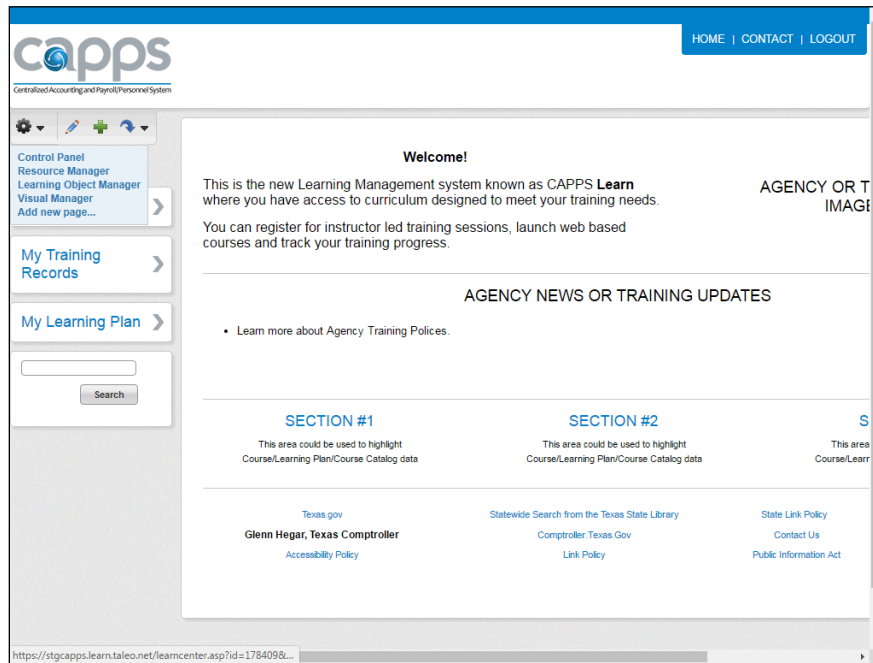 HOME | CONTACT | LOGOUT
capps
Centralized Accounting and Payroll/Personnel System
Control Panel
Resource Manager
Learning Object Manager
Visual Manager
Add new page...
My Training
Records
My Learning Plan
Search
Welcome!
This is the new Learning Management system known as CAPPS Learn
where you have access to curriculum designed to meet your training needs.
You can register for instructor led training sessions, launch web based
courses and track your training progress.
AGENCY OR T
IMAGE
AGENCY NEWS OR TRAINING UPDATES
• Learn more about Agency Training Polices.
SECTION #1
This area could be used to highlight
Course/Learning Plan/Course Catalog data
SECTION #2
This area could be used to highlight
Course/Learning Plan/Course Catalog data
S
This area
Course/Lear
Texas.gov
Statewide Search from the Texas State Library
State Link Policy
Glenn Hegar, Texas Comptroller
Comptroller.Texas.Gov
Contact Us
Accessibility Policy
Link Policy
Public Information Act
https://stgcapps.learn.taleo.net/learncenter.asp?id=178409&...